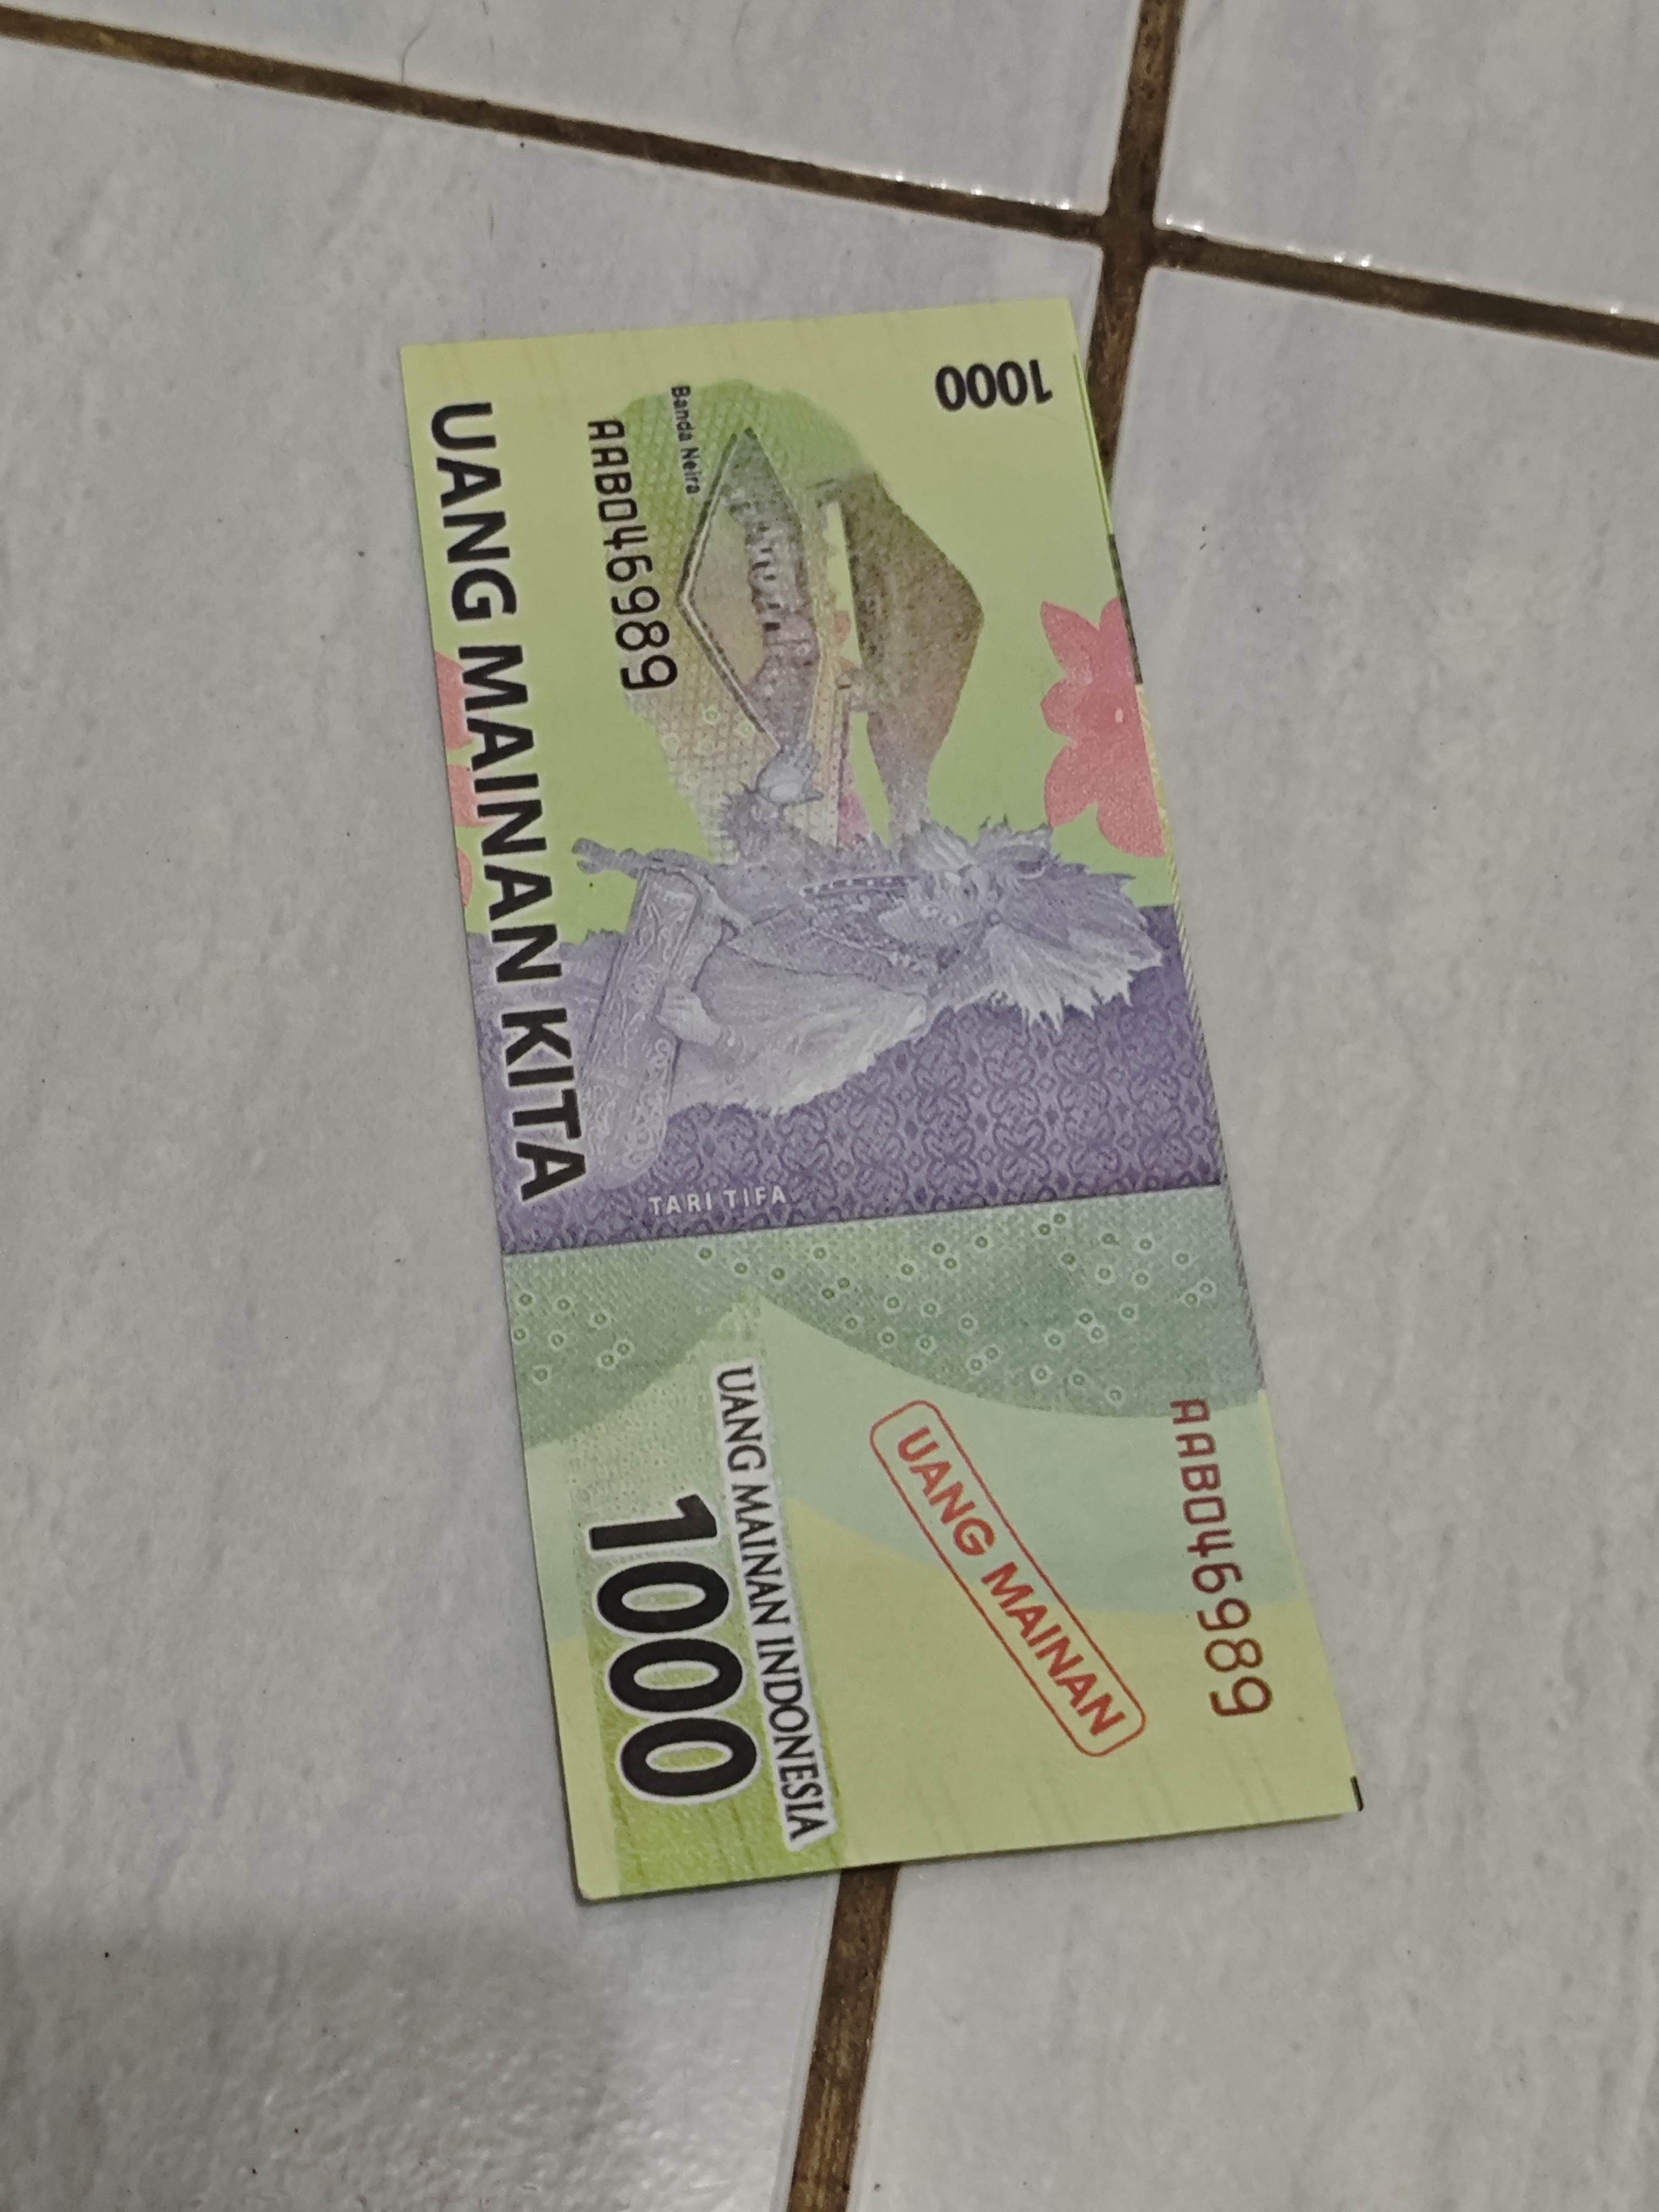 1000
Banda Neira
AAB046989
UANG MAINAN KITA
TARI TIFA
AAB046989
UANG MAINAN
UANG MAINAN INDONESIA
1000